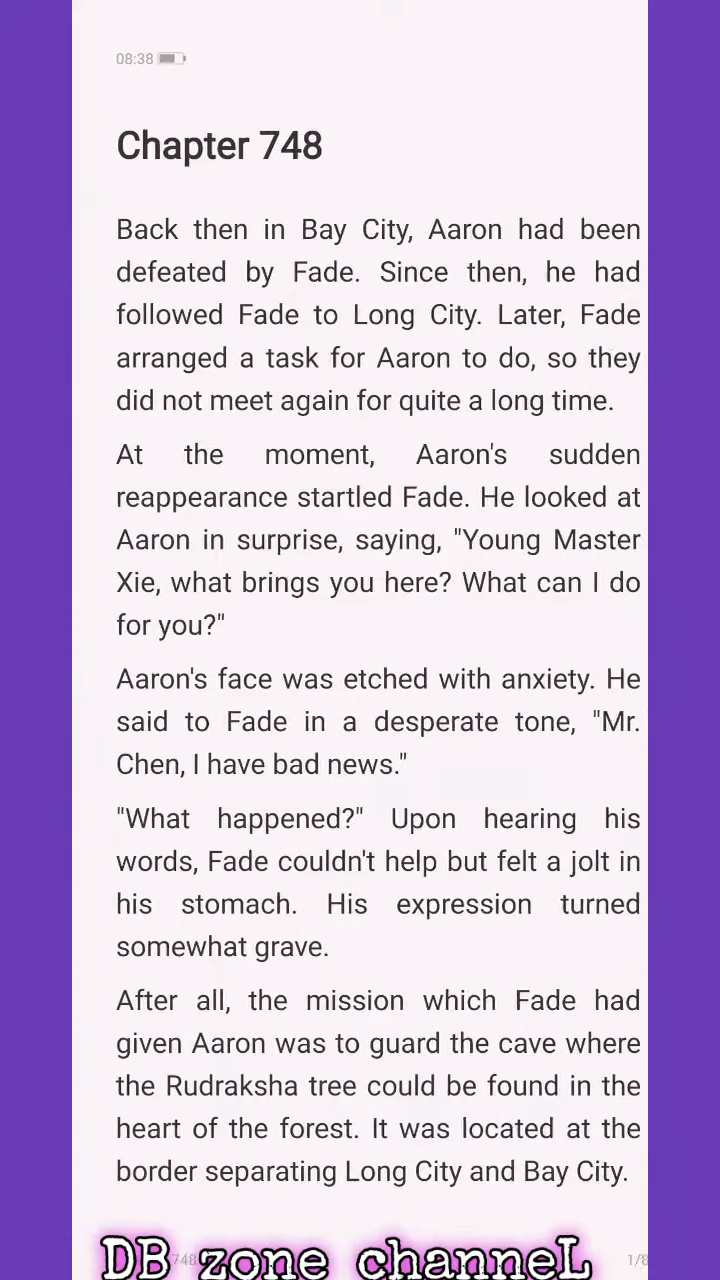 08:38
Chapter 748
Back then in Bay City, Aaron had been
defeated by Fade. Since then, he had
followed Fade to Long City. Later, Fade
arranged a task for Aaron to do, so they
did not meet again for quite a long time.
At the moment, Aaron's sudden
reappearance startled Fade. He looked at
Aaron in surprise, saying, "Young Master
Xie, what brings you here? What can I do
for you?"
Aaron's face was etched with anxiety. He
said to Fade in a desperate tone, "Mr.
Chen, I have bad news."
"What happened?" Upon hearing his
words, Fade couldn't help but felt a jolt in
his stomach. His expression turned
somewhat grave.
After all, the mission which Fade had
given Aaron was to guard the cave where
the Rudraksha tree could be found in the
heart of the forest. It was located at the
border separating Long City and Bay City.
748 1/8
DB zone channeL